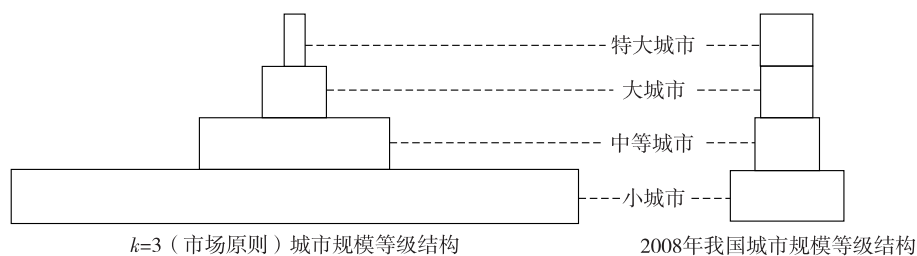 特大城市
大城市
中等城市
小城市
k=3（市场原则）城市规模等级结构
2008年我国城市规模等级结构